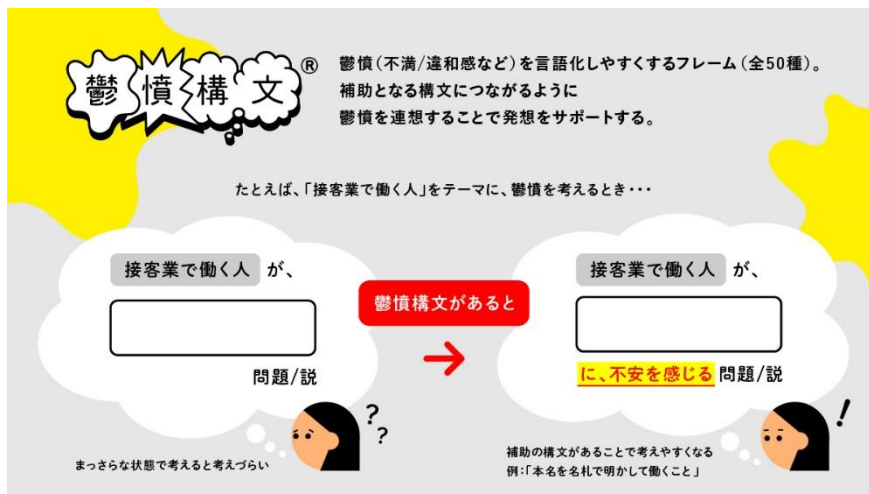 鬱憤構文®
鬱憤(不満/違和感など)を言語化しやすくするフレーム(全50種)。
補助となる構文につながるように
鬱憤を連想することで発想をサポートする。
たとえば、「接客業で働く人」をテーマに、鬱憤を考えるとき・・・
接客業で働く人 が、
問題/説
??
まっさらな状態で考えると考えづらい
鬱憤構文があると
→
接客業で働く人 が、
に、不安を感じる 問題/説
!
補助の構文があることで考えやすくなる
例:「本名を名札で明かして働くこと」